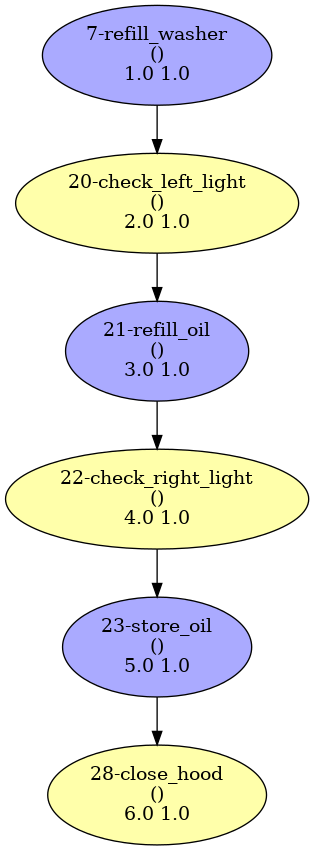 7-refill_washer
()
1.0 1.0
20-check_left_light
()
2.0 1.0
21-refill_oil
()
3.0 1.0
22-check_right_light
()
4.0 1.0
23-store_oil
()
5.0 1.0
28-close_hood
()
6.0 1.0